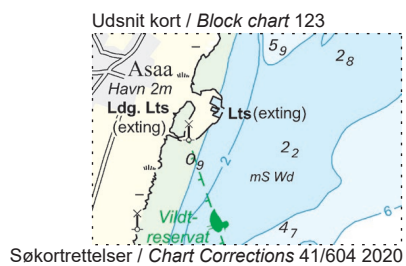 Udsnit kort / Block chart 123
5₉
2₈
Asaa
Havn 2m
Ldg. Lts
(exting)
Lts(exting)
0₉
2
2₂
mS Wd
Vildt-
reservat
4₇
6
Søkortrettelser / Chart Corrections 41/604 2020